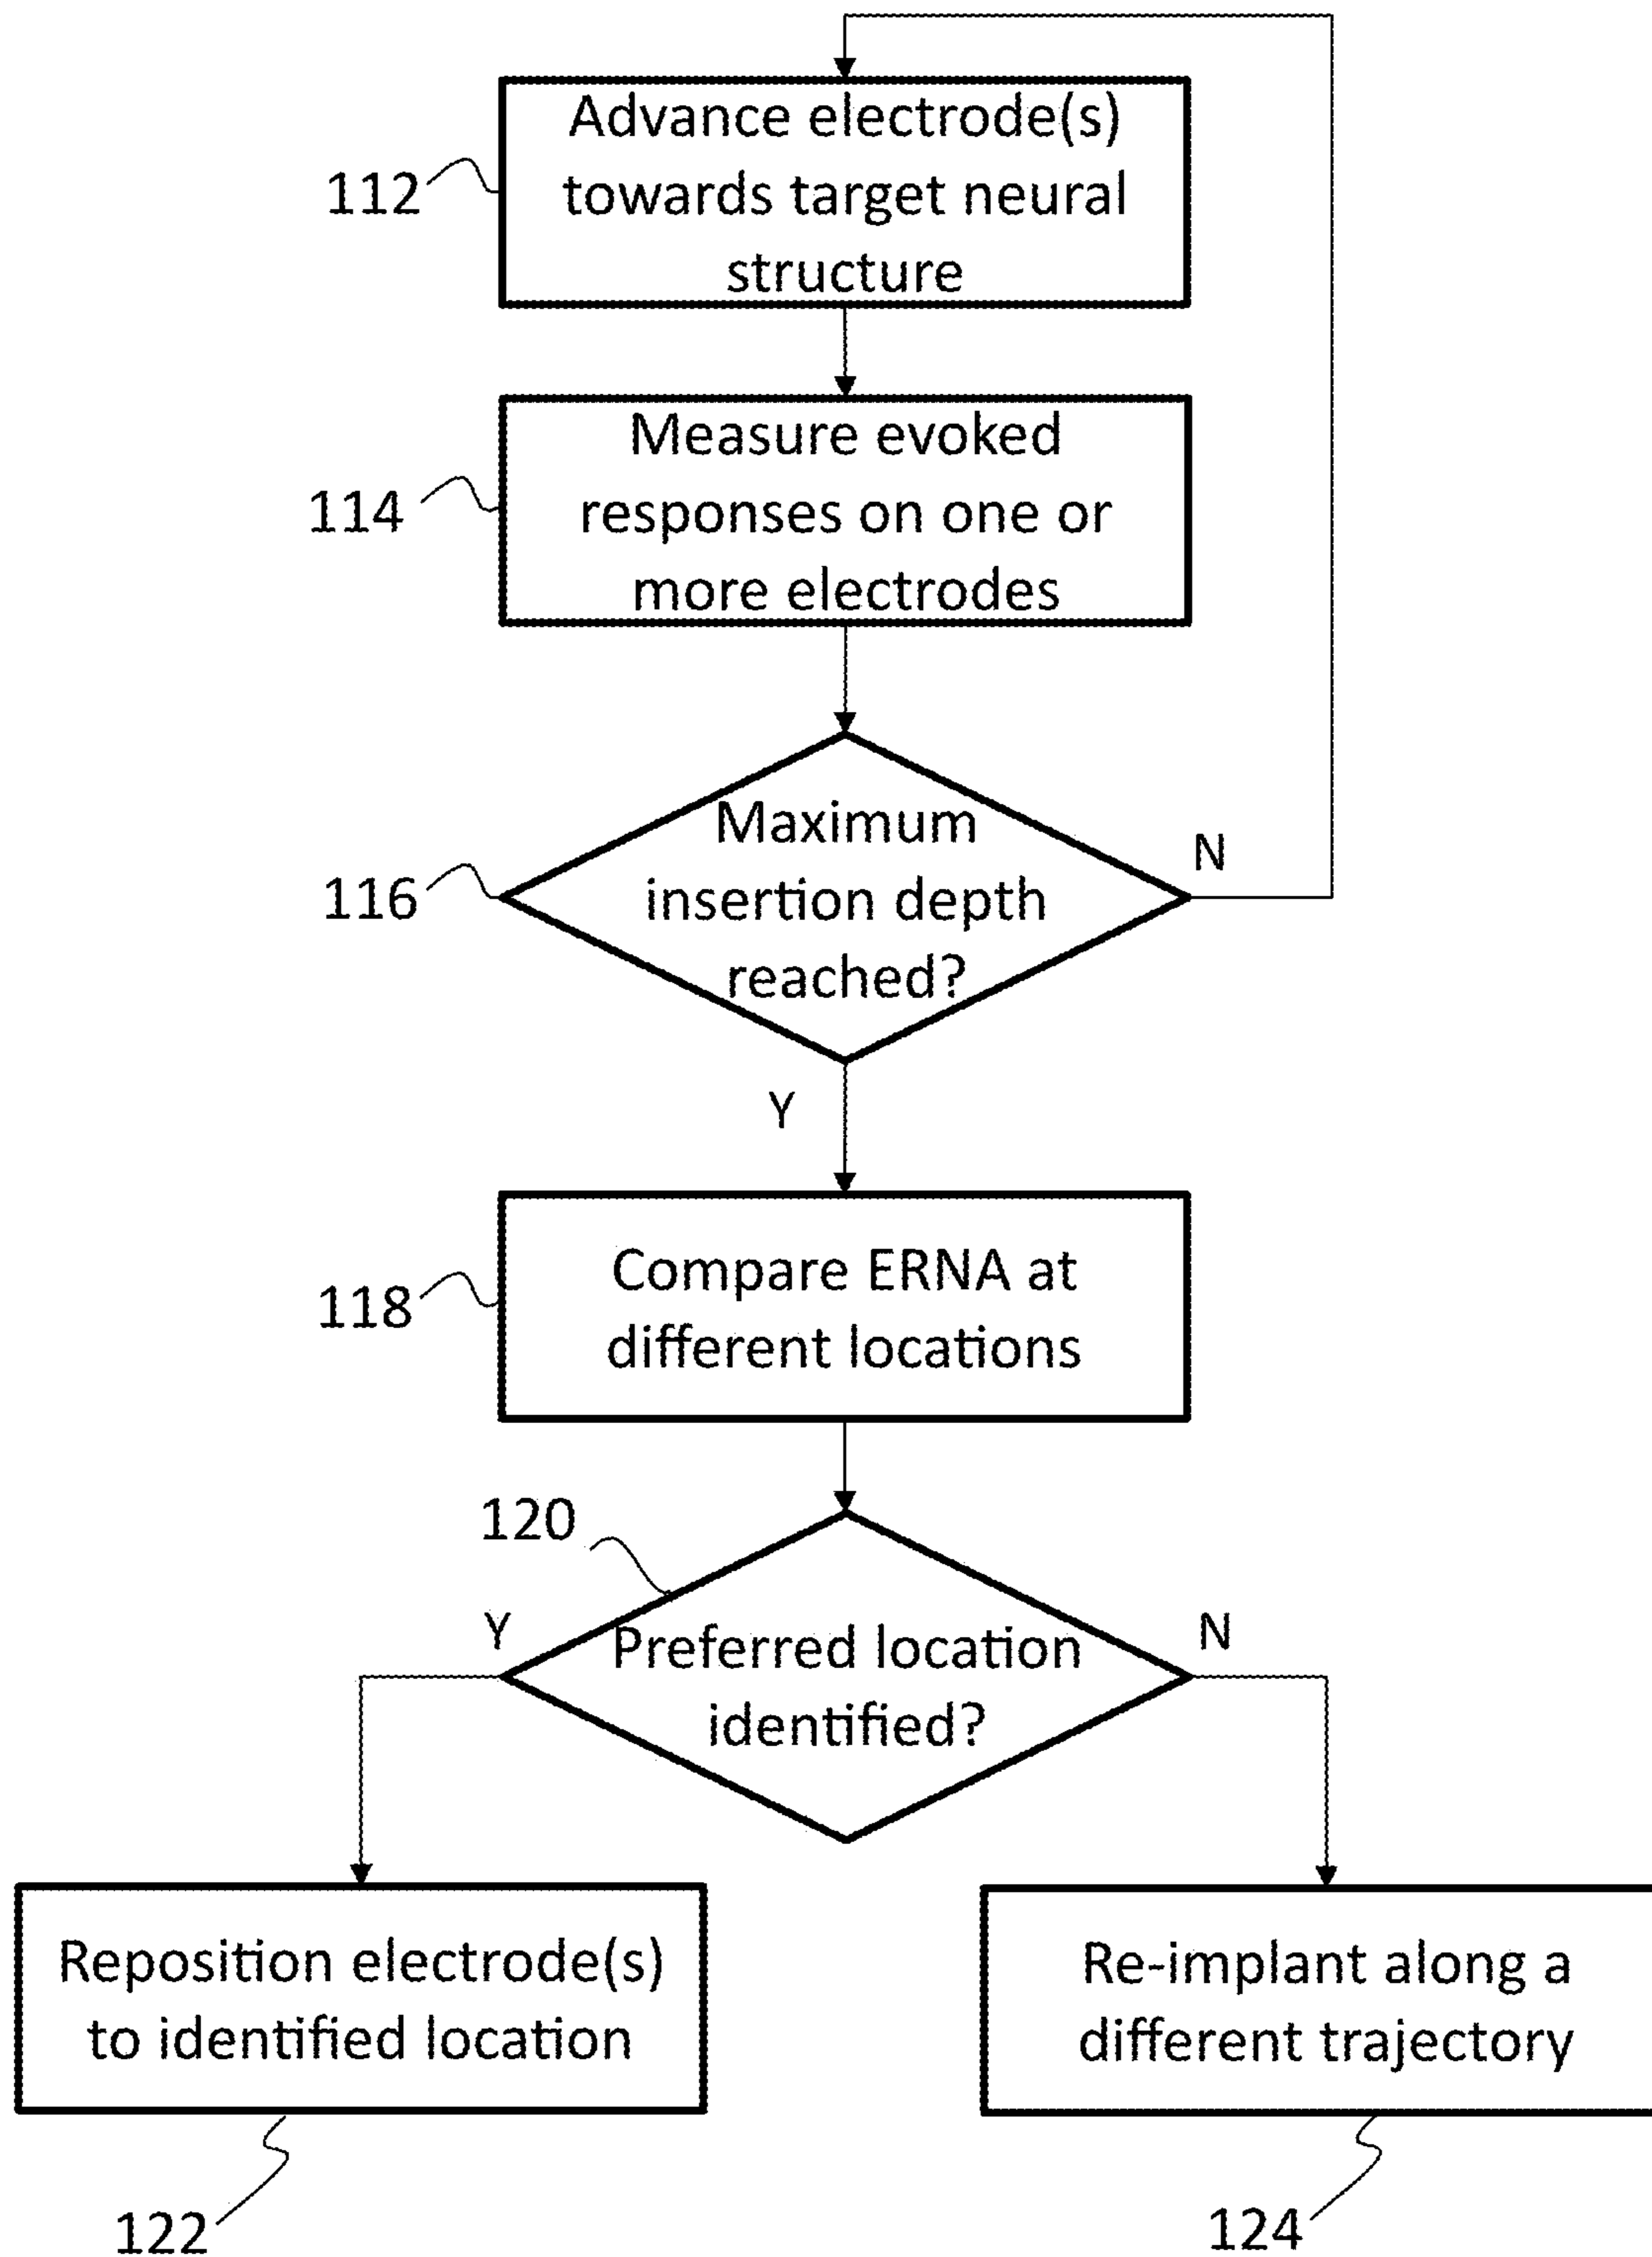 Advance electrode(s)
112
towards target neural
structure
Measure evoked
114
responses on one or
more electrodes
Maximum
N
116
insertion depth
reached?
Y
Compare ERNA at
118
different locations
120
Y
N
Preferred location
identified?
Reposition electrode(s)
to identified location
Re-implant along a
different trajectory
122
124